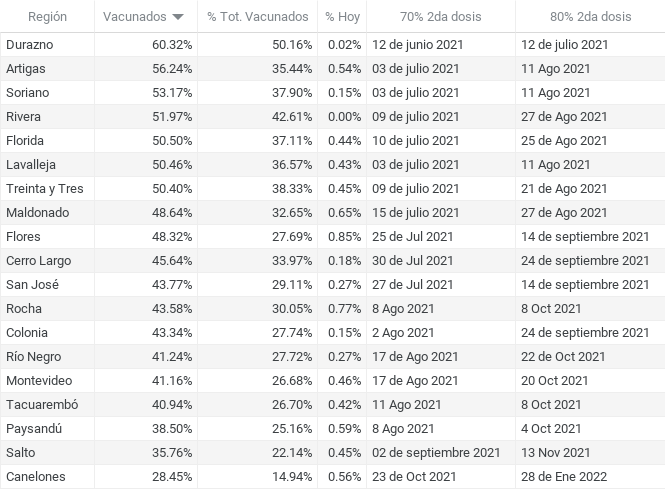 Región Vacunados % Tot. Vacunados % Hoy 70% 2da dosis 80% 2da dosis
Durazno 60.32% 50.16% 0.02% 12 de junio 2021 12 de julio 2021
Artigas 56.24% 35.44% 0.54% 03 de julio 2021 11 Ago 2021
Soriano 53.17% 37.90% 0.15% 03 de julio 2021 11 Ago 2021
Rivera 51.97% 42.61% 0.00% 09 de julio 2021 27 de Ago 2021
Florida 50.50% 37.11% 0.44% 10 de julio 2021 25 de Ago 2021
Lavalleja 50.46% 36.57% 0.43% 03 de julio 2021 11 Ago 2021
Treinta y Tres 50.40% 38.33% 0.45% 09 de julio 2021 21 de Ago 2021
Maldonado 48.64% 32.65% 0.65% 15 de julio 2021 27 de Ago 2021
Flores 48.32% 27.69% 0.85% 25 de Jul 2021 14 de septiembre 2021
Cerro Largo 45.64% 33.97% 0.18% 30 de Jul 2021 24 de septiembre 2021
San José 43.77% 29.11% 0.27% 27 de Jul 2021 14 de septiembre 2021
Rocha 43.58% 30.05% 0.77% 8 Ago 2021 8 Oct 2021
Colonia 43.34% 27.74% 0.15% 2 Ago 2021 24 de septiembre 2021
Río Negro 41.24% 27.72% 0.27% 17 de Ago 2021 22 de Oct 2021
Montevideo 41.16% 26.68% 0.46% 17 de Ago 2021 20 Oct 2021
Tacuarembó 40.94% 26.70% 0.42% 11 Ago 2021 8 Oct 2021
Paysandú 38.50% 25.16% 0.59% 8 Ago 2021 4 Oct 2021
Salto 35.76% 22.14% 0.45% 02 de septiembre 2021 13 Nov 2021
Canelones 28.45% 14.94% 0.56% 23 de Oct 2021 28 de Ene 2022